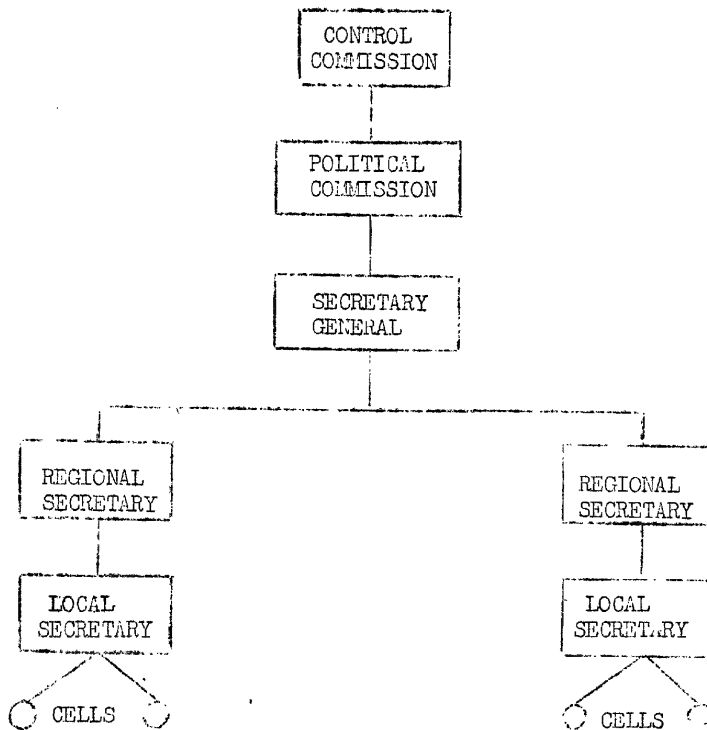 CONTROL
COMMISSION
POLITICAL
COMMISSION
SECRETARY
GENERAL
REGIONAL
SECRETARY
REGIONAL
SECRETARY
LOCAL
SECRETARY
LOCAL
SECRETARY
CELLS
CELLS